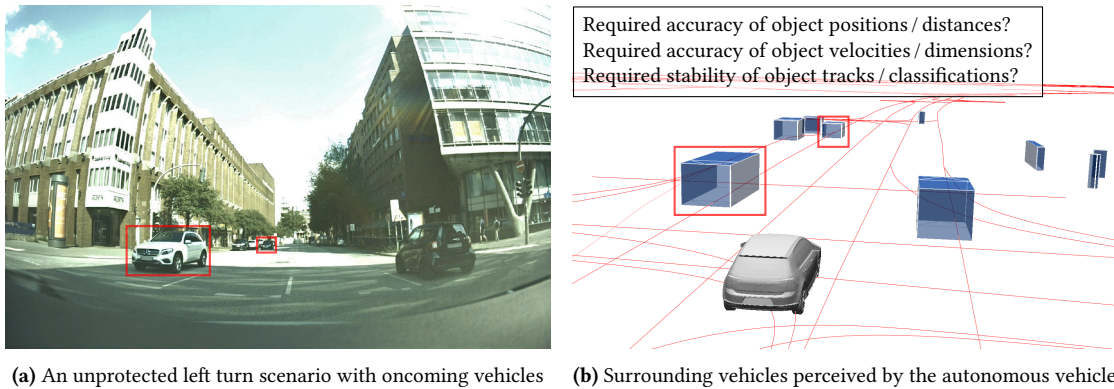 Required accuracy of object positions / distances?
Required accuracy of object velocities / dimensions?
Required stability of object tracks / classifications?
(a) An unprotected left turn scenario with oncoming vehicles
(b) Surrounding vehicles perceived by the autonomous vehicle